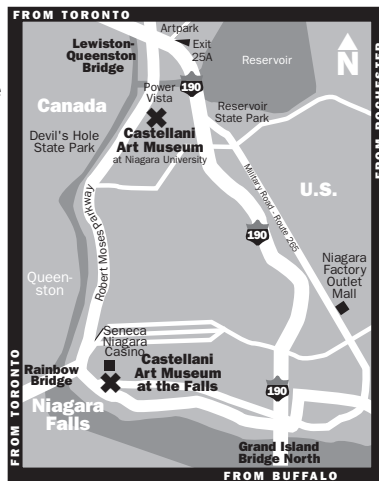 FROM TORONTO
Artpark
Lewiston-
Queenston
Bridge
Exit
25A
Reservoir
N
FROM ROCHESTER
190
Power
Vista
Canada
Reservoir
State Park
Devil's Hole
State Park
Castellani
Art Museum
at Niagara University
Military Road - Route 265
U.S.
190
Robert Moses Parkway
Niagara
Factory
Outlet
Mall
Queen-
ston
Seneca
Niagara
Casino
Castellani
Art Museum
at the Falls
Rainbow
Bridge
190
Niagara
Falls
FROM TORONTO
Grand Island
Bridge North
FROM BUFFALO